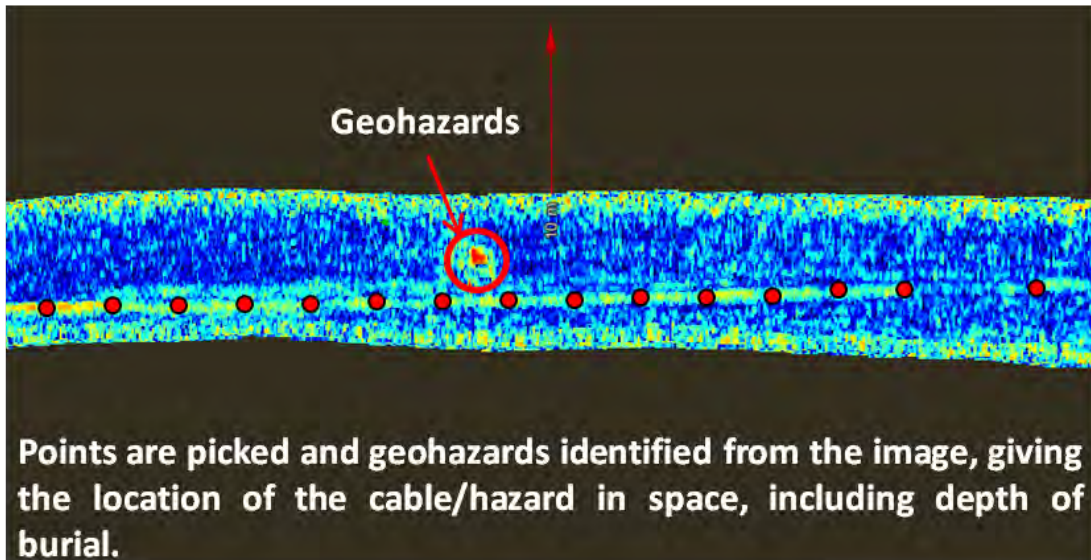 Geohazards
10 m
Points are picked and geohazards identified from the image, giving
the location of the cable/hazard in space, including depth of
burial.